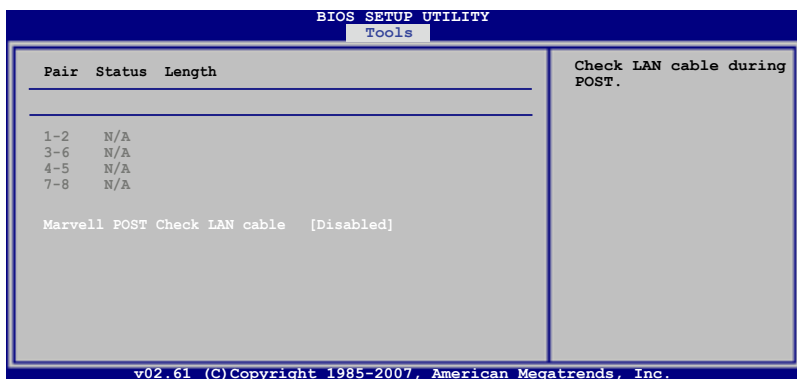 BIOS SETUP UTILITY
Tools
Pair Status Length
1-2 N/A
3-6 N/A
4-5 N/A
7-8 N/A
Marvell POST Check LAN cable [Disabled]
Check LAN cable during
POST.
v02.61 (C)Copyright 1985-2007, American Megatrends, Inc.